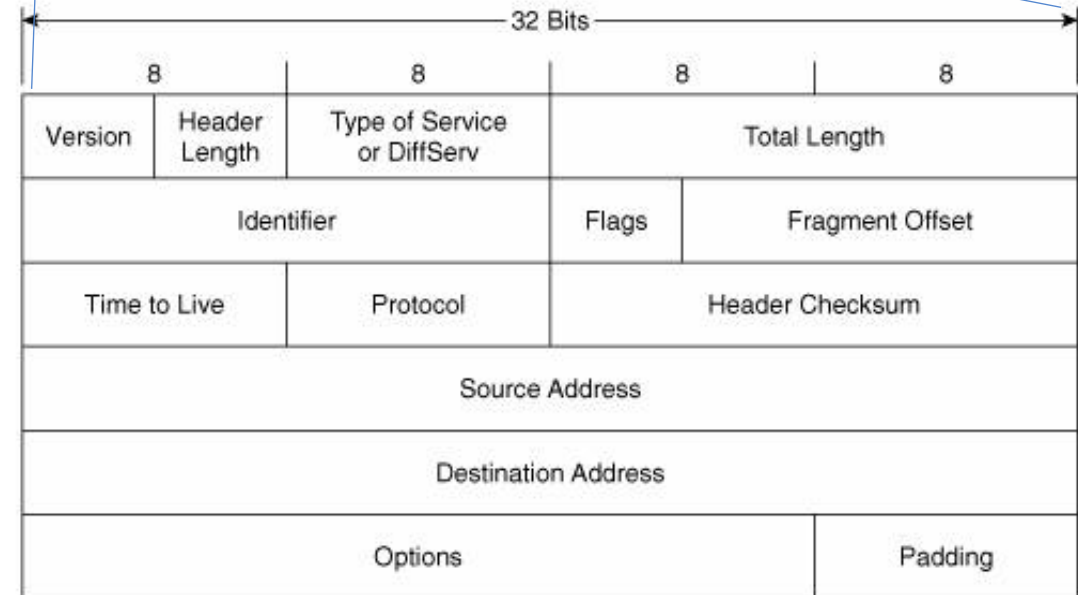 32 Bits
8 8 8 8
Version Header Length Type of Service or DiffServ Total Length
Identifier Flags Fragment Offset
Time to Live Protocol Header Checksum
Source Address
Destination Address
Options Padding